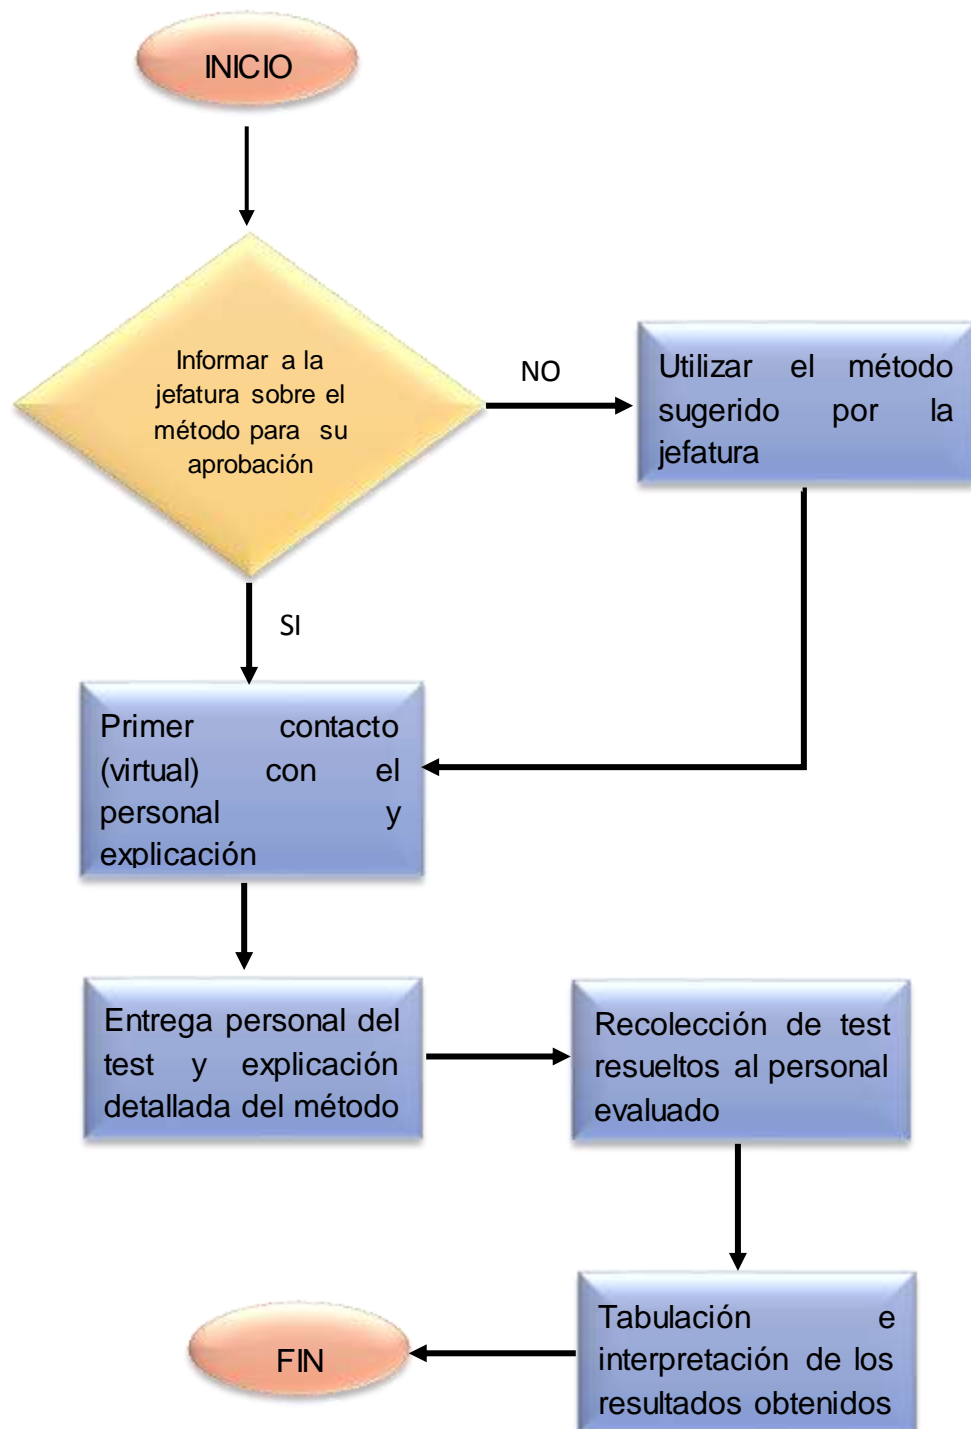 INICIO
Informar a la
jefatura sobre el
método para su
aprobación
NO
Utilizar el método
sugerido por la
jefatura
SI
Primer contacto
(virtual) con el
personal y
explicación
Entrega personal del
test y explicación
detallada del método
Recolección de test
resueltos al personal
evaluado
Tabulación e
interpretación de los
resultados obtenidos
FIN